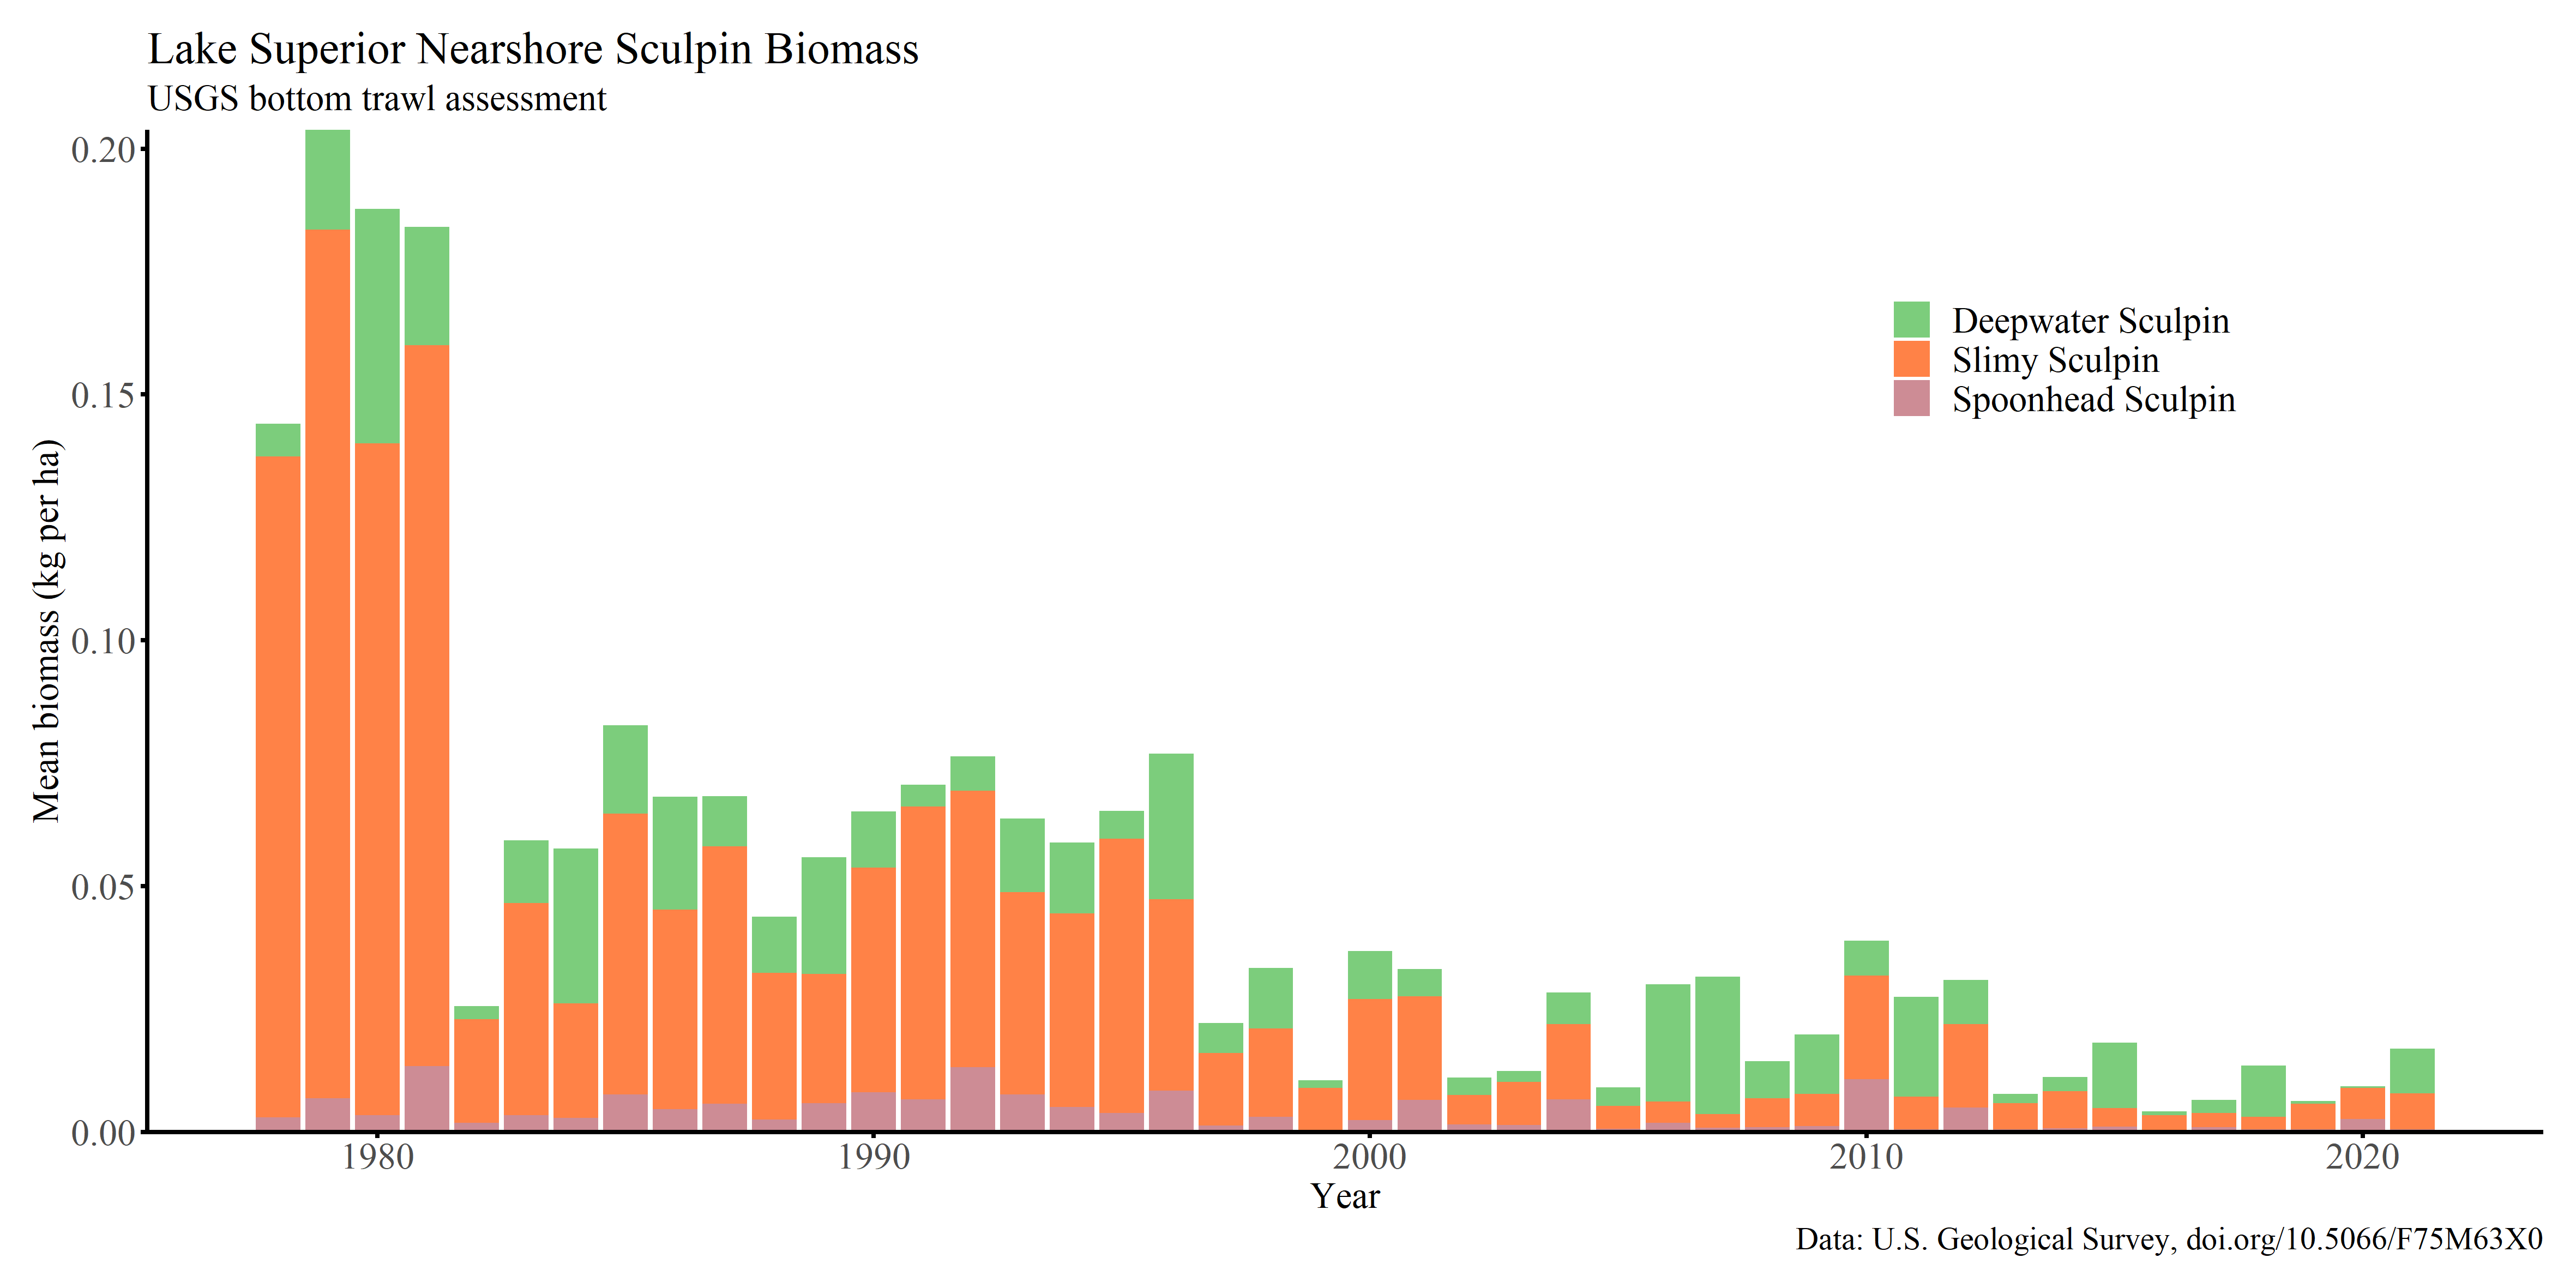 Lake Superior Nearshore Sculpin Biomass
USGS bottom trawl assessment
0.20
0.15
0.10
0.05
0.00
Mean biomass (kg per ha)
Deepwater Sculpin
Slimy Sculpin
Spoonhead Sculpin
1980 1990 2000 2010 2020
Year
Data: U.S. Geological Survey, doi.org/10.5066/F75M63X0